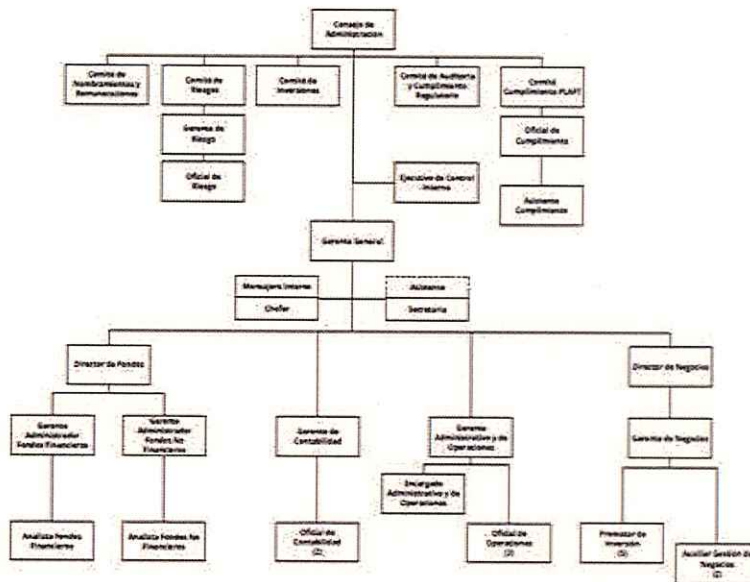 Consejo de
Administración
Comité de
Nombramientos y
Remuneraciones
Comité de
Riesgos
Comité de
Inversiones
Comité de Auditoría
y Cumplimiento
Regulatorio
Comité
Cumplimiento PLAFT
Gerente de
Riesgo
Oficial de
Cumplimiento
Oficial de
Riesgo
Ejecutivo de Control
Interno
Asistente
Cumplimiento
Gerente General
Mensajero Interno
Chofer
Asistente
Secretaria
Director de Fondos
Director de Negocios
Gerente
Administrador
Fondos Financieros
Gerente
Administrador
Fondos No
Financieros
Gerente de
Contabilidad
Gerente
Administrativo y de
Operaciones
Gerente de Negocios
Encargado
Administrativo y de
Operaciones
Analista Fondos
Financieros
Analista Fondos No
Financieros
Oficial de
Contabilidad
(2)
Oficial de
Operaciones
Promotor de
Inversión
(5)
Auxiliar Gestión de
Negocios
(2)